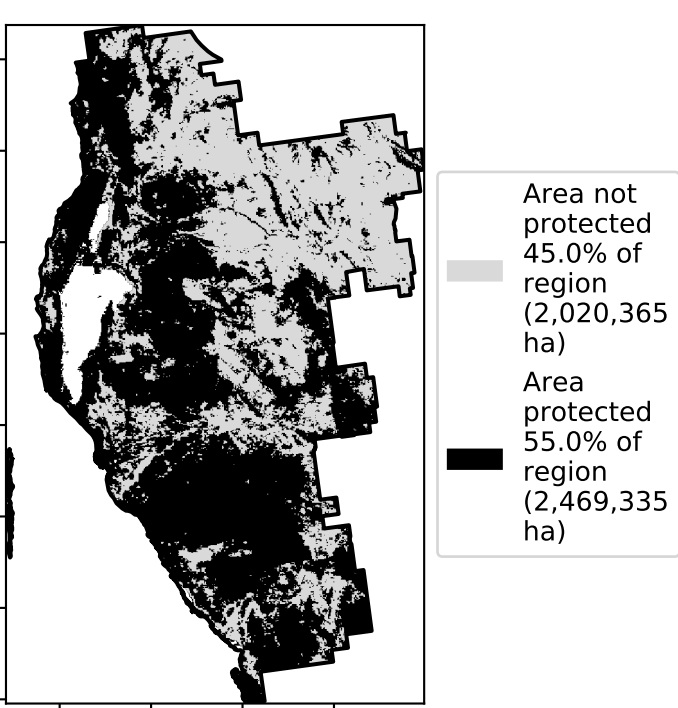 Area not
protected
45.0% of
region
(2,020,365
ha)
Area
protected
55.0% of
region
(2,469,335
ha)